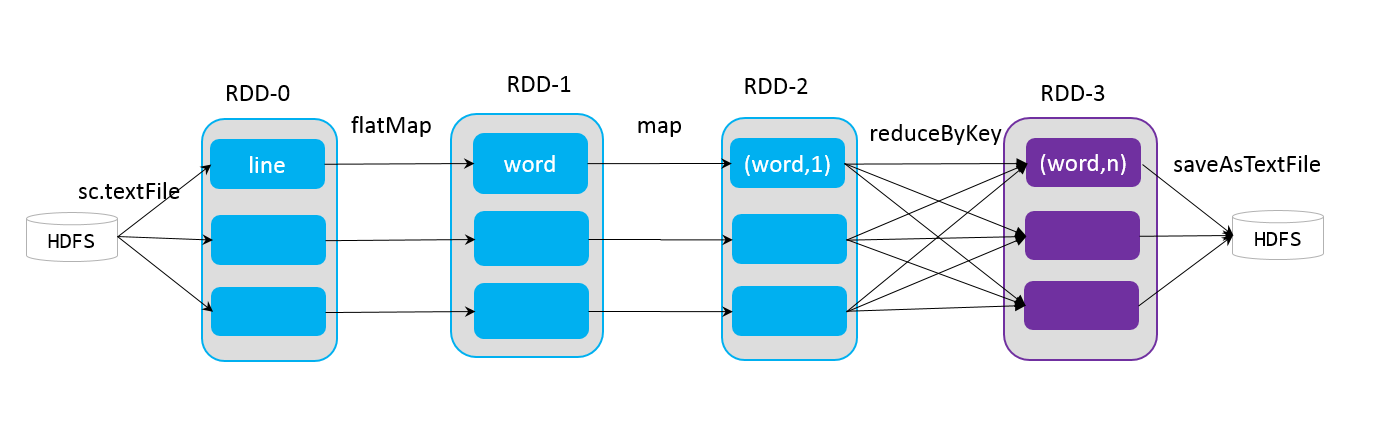 RDD-0
RDD-1
RDD-2
RDD-3
flatMap
map
reduceByKey
sc.textFile
line
word
(word,1)
(word,n)
saveAsTextFile
HDFS
HDFS